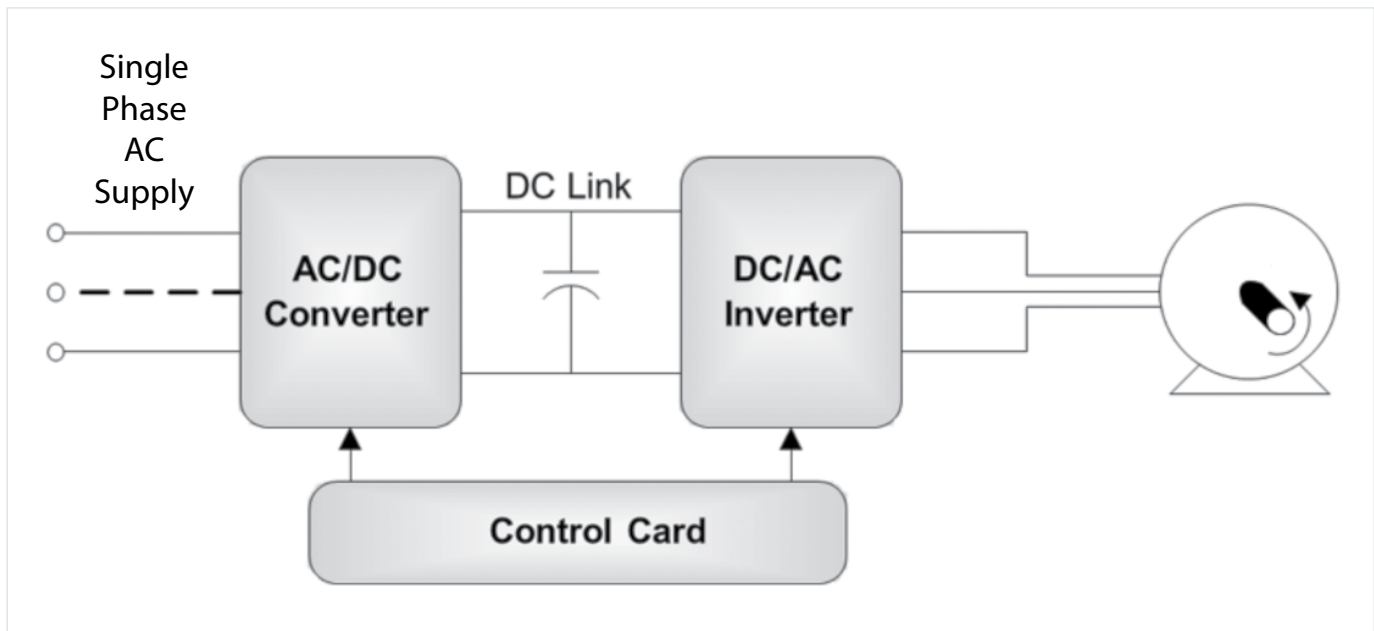 Single
Phase
AC
Supply
DC Link
AC/DC
Converter
DC/AC
Inverter
Control Card